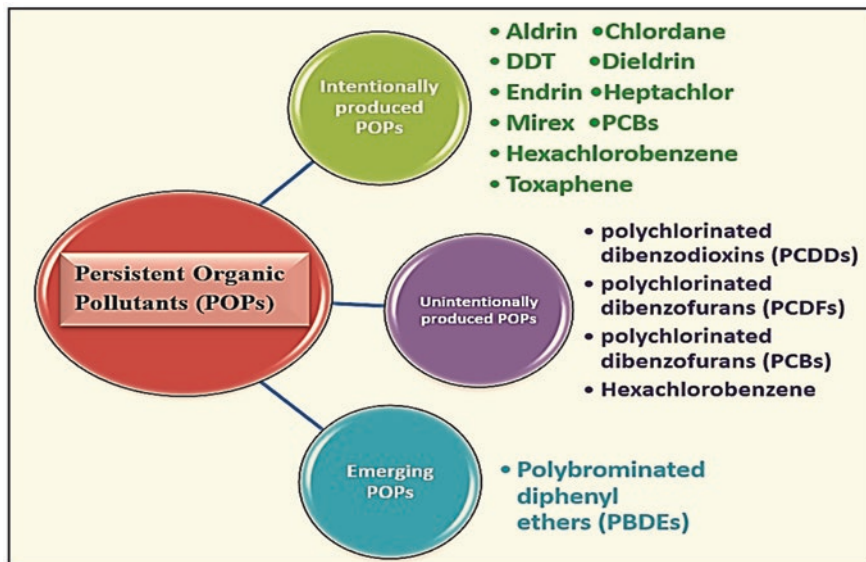 Persistent Organic
Pollutants (POPs)
Intentionally
produced POPs
• Aldrin • Chlordane
• DDT • Dieldrin
• Endrin • Heptachlor
• Mirex • PCBs
• Hexachlorobenzene
• Toxaphene
Unintentionally
produced POPs
• polychlorinated
dibenzodioxins (PCDDs)
• polychlorinated
dibenzofurans (PCDFs)
• polychlorinated
dibenzofurans (PCBs)
• Hexachlorobenzene
Emerging
POPs
• Polybrominated
diphenyl
ethers (PBDEs)